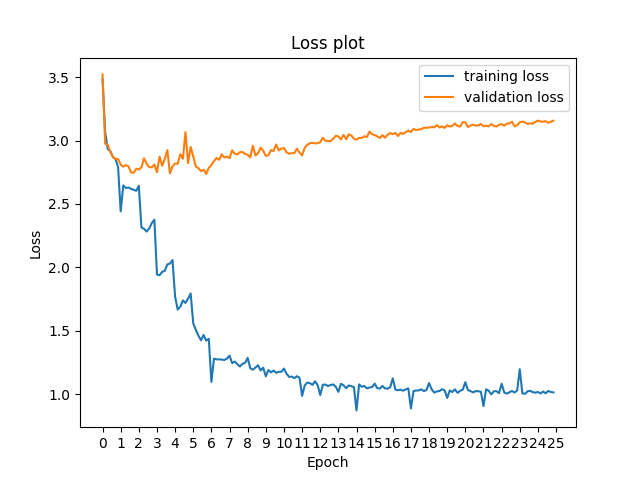 Loss plot
training loss
validation loss
3.5
3.0
2.5
2.0
1.5
1.0
Loss
0 1 2 3 4 5 6 7 8 9 10 11 12 13 14 15 16 17 18 19 20 21 22 23 24 25
Epoch